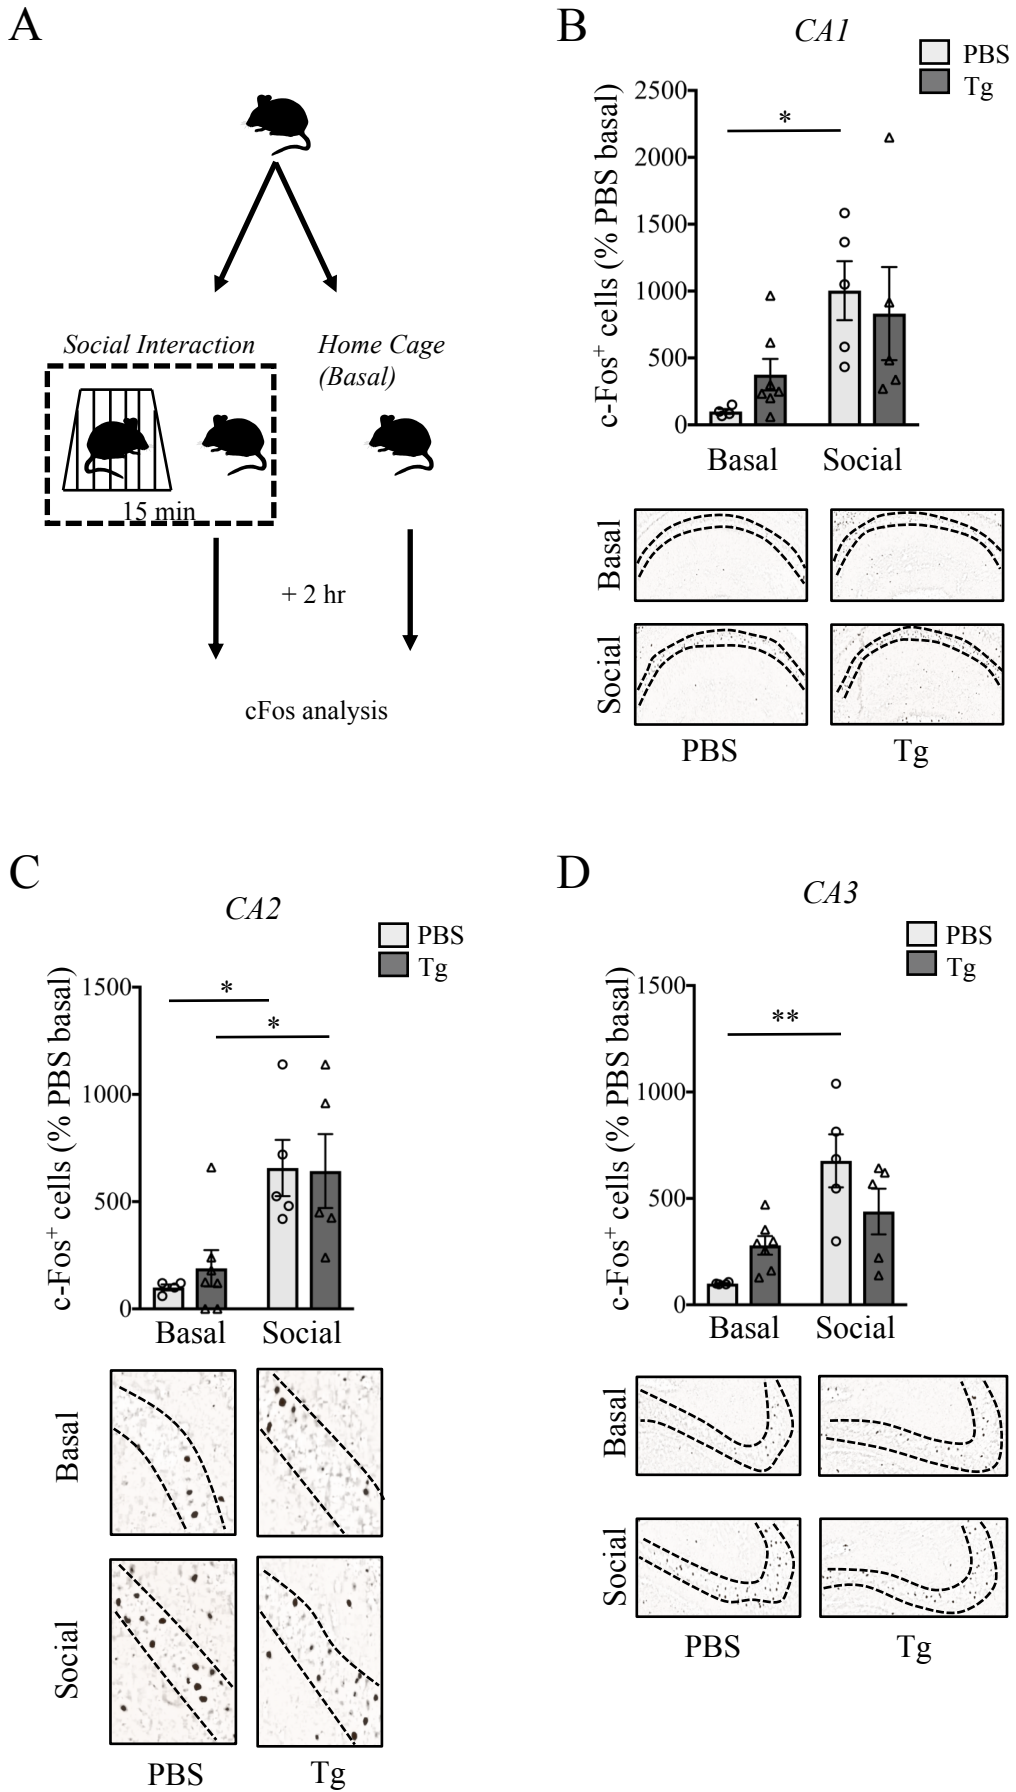 A
Social Interaction
Home Cage
(Basal)
15 min
+ 2 hr
cFos analysis
B
CA1
PBS
Tg
c-Fos+ cells (% PBS basal)
2500
2000
1500
1000
500
0
*
Basal
Social
Basal
Social
PBS
Tg
C
CA2
PBS
Tg
c-Fos+ cells (% PBS basal)
1500
1000
500
0
*
*
Basal
Social
Basal
Social
PBS
Tg
D
CA3
PBS
Tg
c-Fos+ cells (% PBS basal)
1500
1000
500
0
**
Basal
Social
Basal
Social
PBS
Tg